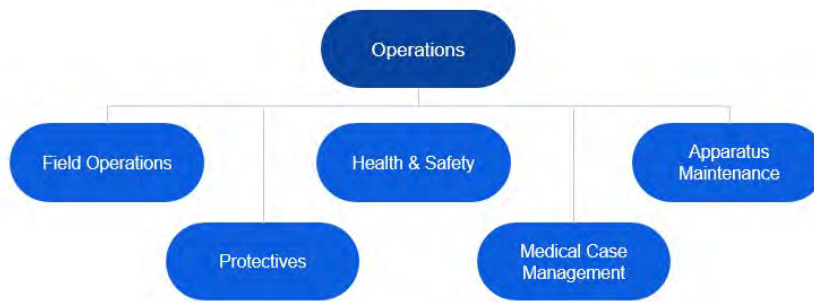 Operations
Field Operations
Health & Safety
Apparatus
Maintenance
Protectives
Medical Case
Management